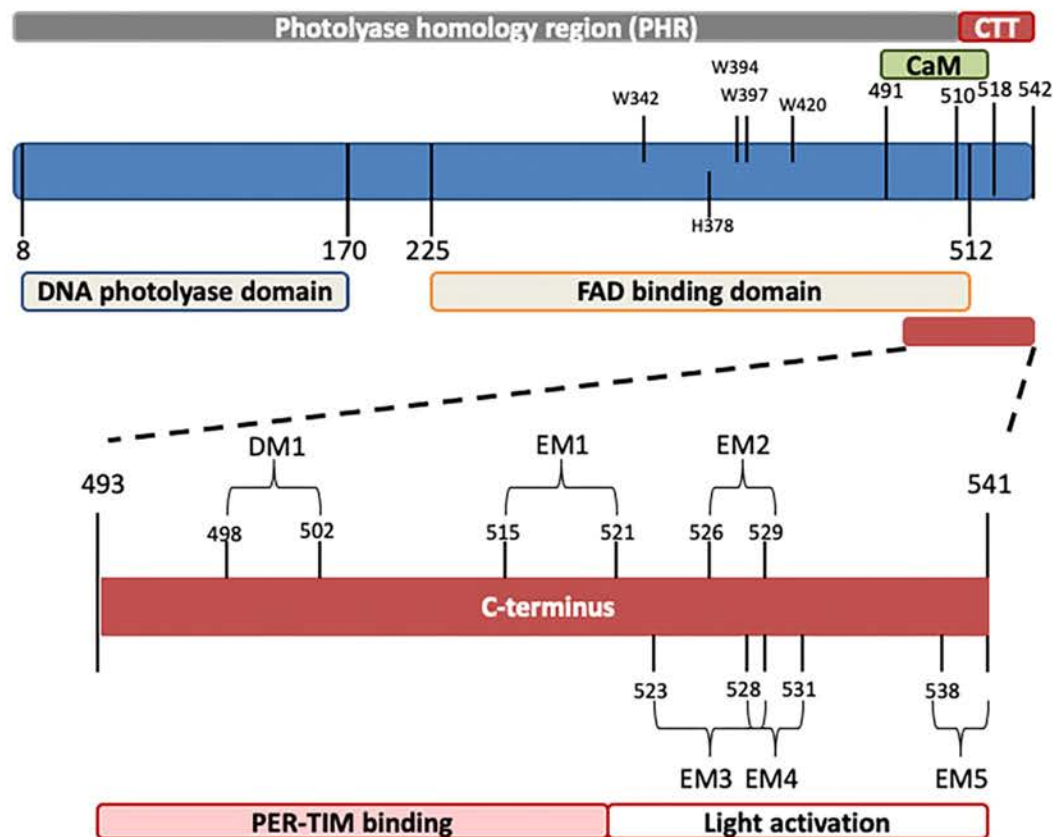 Photolyase homology region (PHR) CTT
CaM
W394
W342 W397 W420 491 510 518 542
H378
8 170 225 512
DNA photolyase domain FAD binding domain
DM1 EM1 EM2
493 541
498 502 515 521 526 529
C-terminus
523 528 531 538
EM3 EM4 EM5
PER-TIM binding Light activation